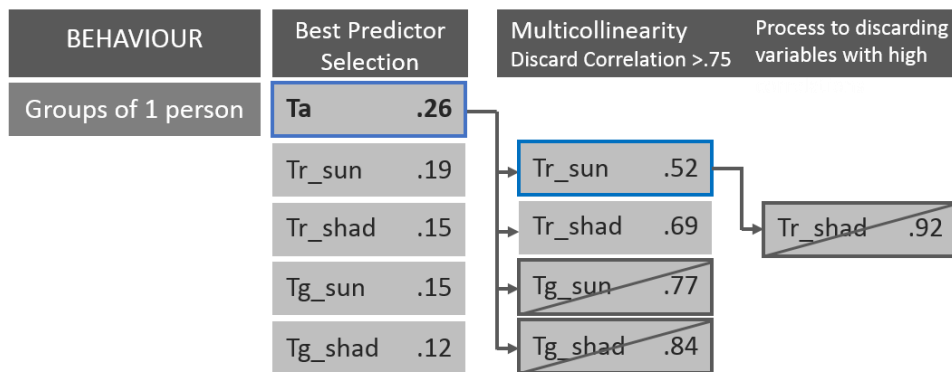 BEHAVIOUR
Best Predictor
Selection
Multicollinearity
Discard Correlation >.75
Process to discarding
variables with high
Groups of 1 person
Ta .26
Tr_sun .19
Tr_shad .15
Tg_sun .15
Tg_shad .12
Tr_sun .52
Tr_shad .69
Tg_sun .77
Tg_shad .84
Tr_shad .92